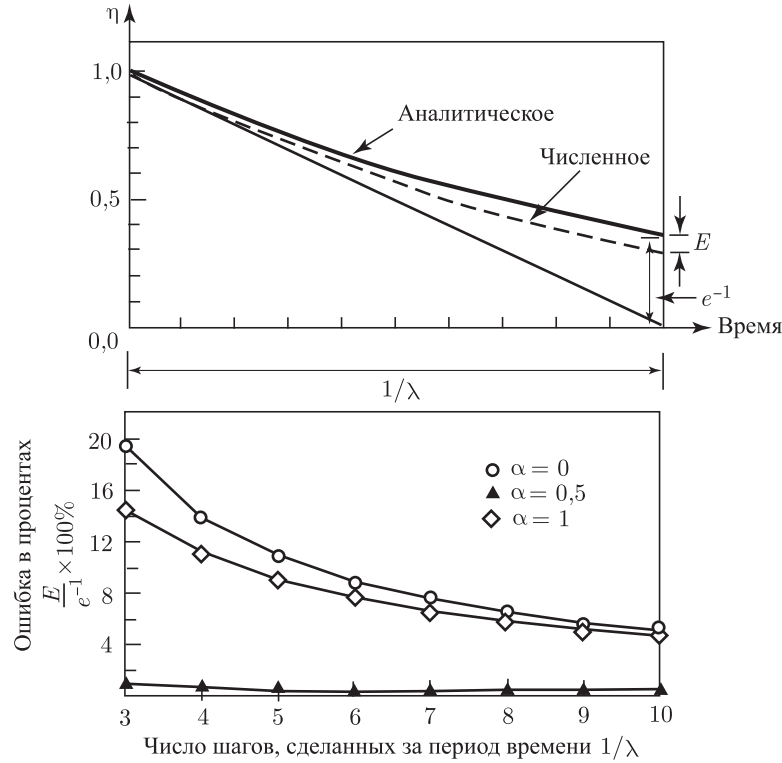 η
1,0
Аналитическое
Численное
0,5
E
e⁻¹
Время
0,0
1/λ
Ошибка в процентах
E/e⁻¹ ×100%
20
16
12
8
4
α = 0
α = 0,5
α = 1
3 4 5 6 7 8 9 10
Число шагов, сделанных за период времени 1/λ